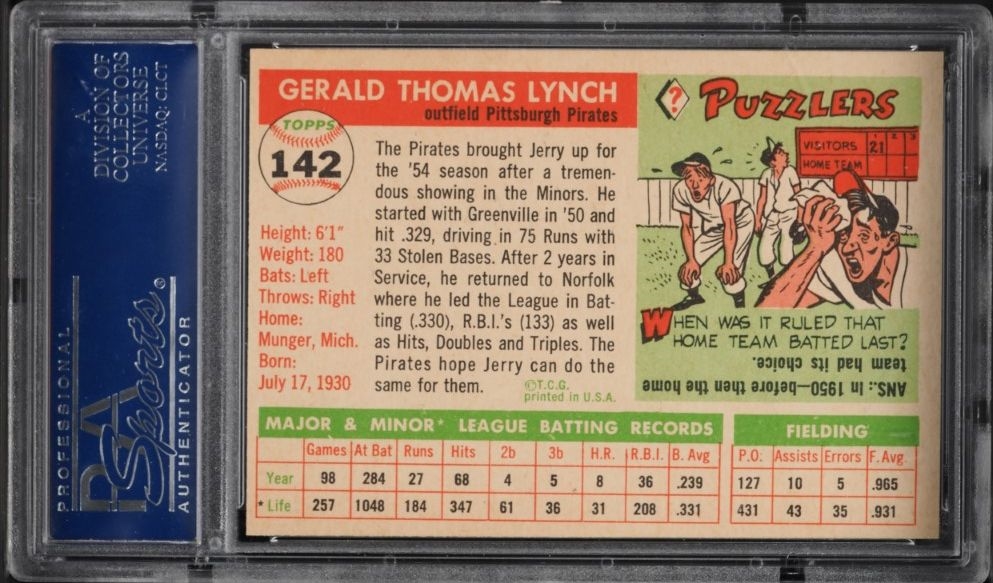 A
DIVISION OF
COLLECTORS
UNIVERSE
NASDAQ: CLCT
PROFESSIONAL
PSA
Sports®
AUTHENTICATOR
GERALD THOMAS LYNCH
outfield Pittsburgh Pirates
TOPPS
142
Height: 6'1"
Weight: 180
Bats: Left
Throws: Right
Home:
Munger, Mich.
Born:
July 17, 1930
The Pirates brought Jerry up for
the '54 season after a tremen-
dous showing in the Minors. He
started with Greenville in '50 and
hit .329, driving in 75 Runs with
33 Stolen Bases. After 2 years in
Service, he returned to Norfolk
where he led the League in Bat-
ting (.330), R.B.I.'s (133) as well
as Hits, Doubles and Triples. The
Pirates hope Jerry can do the
same for them.
©T.C.G.
printed in U.S.A.
? PUZZLERS
1 2 3
VISITORS 21
HOME TEAM
WHEN WAS IT RULED THAT
HOME TEAM BATTED LAST?
ANS.: In 1950—before then the home
team had its choice.
MAJOR & MINOR* LEAGUE BATTING RECORDS
Games At Bat Runs Hits 2b 3b H.R. R.B.I. B. Avg
Year 98 284 27 68 4 5 8 36 .239
* Life 257 1048 184 347 61 36 31 208 .331
FIELDING
P.O. Assists Errors F. Avg.
127 10 5 .965
431 43 35 .931